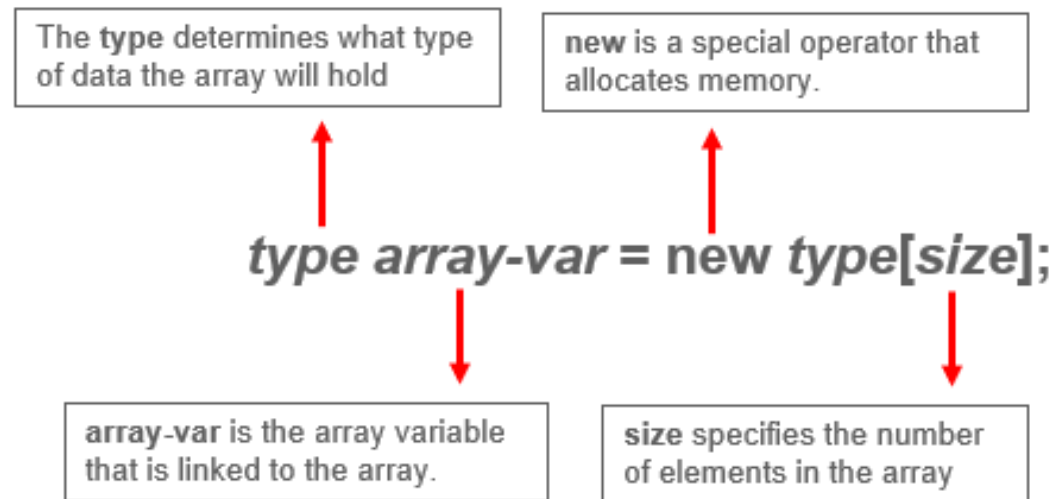 The type determines what type
of data the array will hold
new is a special operator that
allocates memory.
type array-var = new type[size];
array-var is the array variable
that is linked to the array.
size specifies the number
of elements in the array